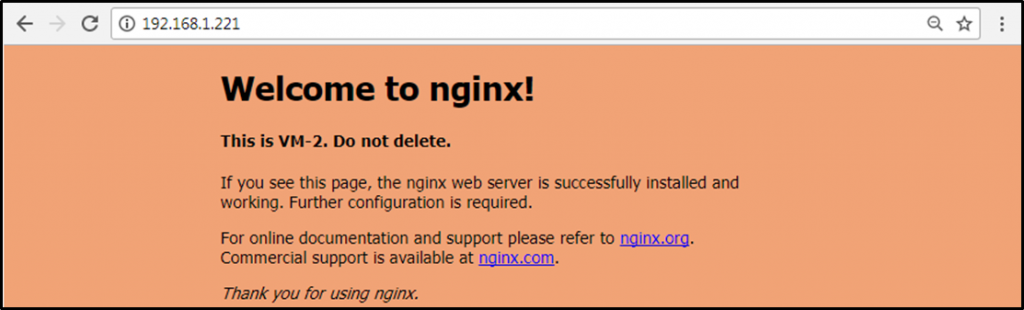 192.168.1.221
Welcome to nginx!
This is VM-2. Do not delete.
If you see this page, the nginx web server is successfully installed and
working. Further configuration is required.
For online documentation and support please refer to nginx.org.
Commercial support is available at nginx.com.
Thank you for using nginx.